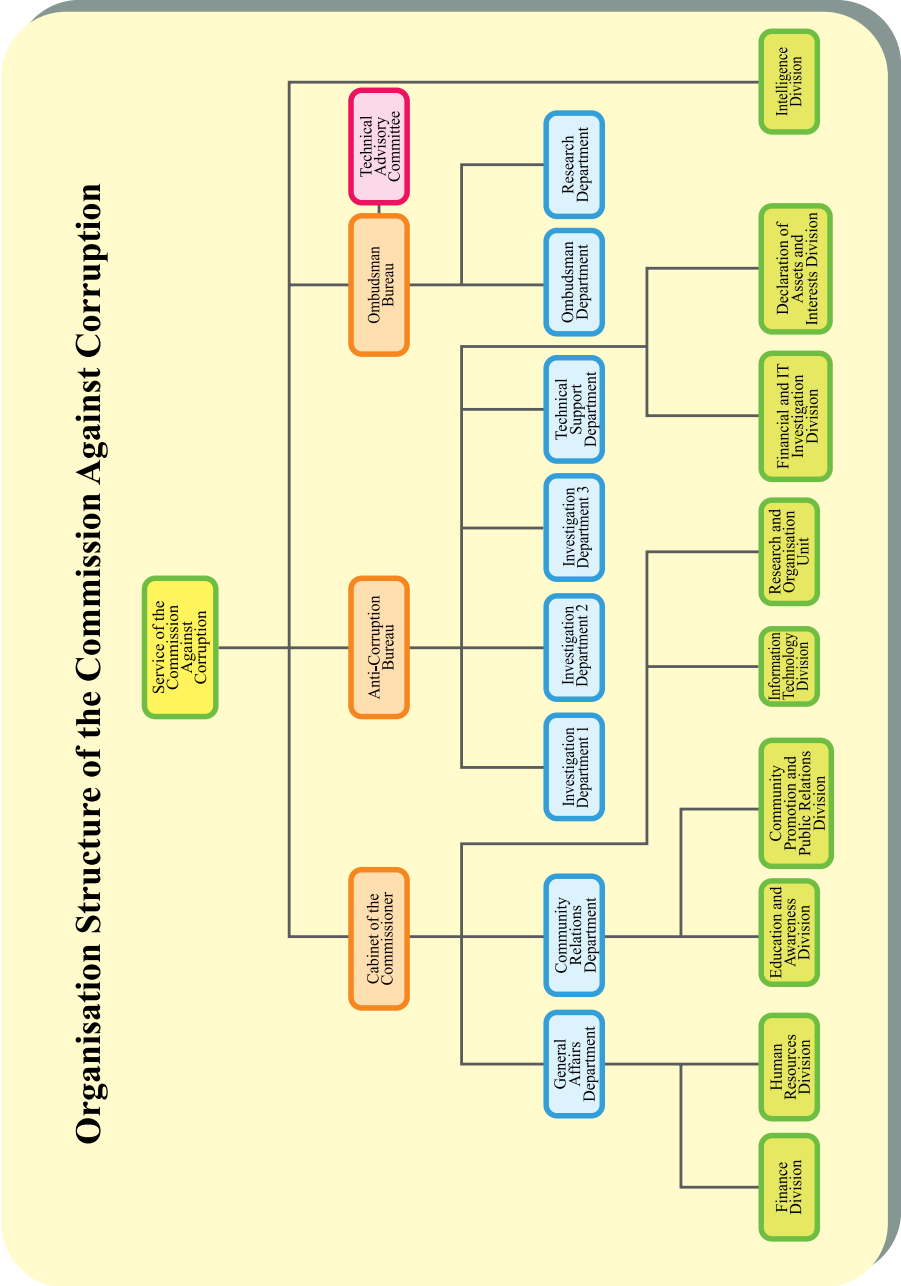 Organisation Structure of the Commission Against Corruption
Service of the
Commission
Against
Corruption
Cabinet of the
Commissioner
Anti-Corruption
Bureau
Ombudsman
Bureau
Technical
Advisory
Committee
General
Affairs
Department
Community
Relations
Department
Investigation
Department 1
Investigation
Department 2
Investigation
Department 3
Technical
Support
Department
Ombudsman
Department
Research
Department
Finance
Division
Human
Resources
Division
Education and
Awareness
Division
Community
Promotion and
Public Relations
Division
Information
Technology
Division
Research and
Organisation
Unit
Financial and IT
Investigation
Division
Declaration of
Assets and
Interests Division
Intelligence
Division